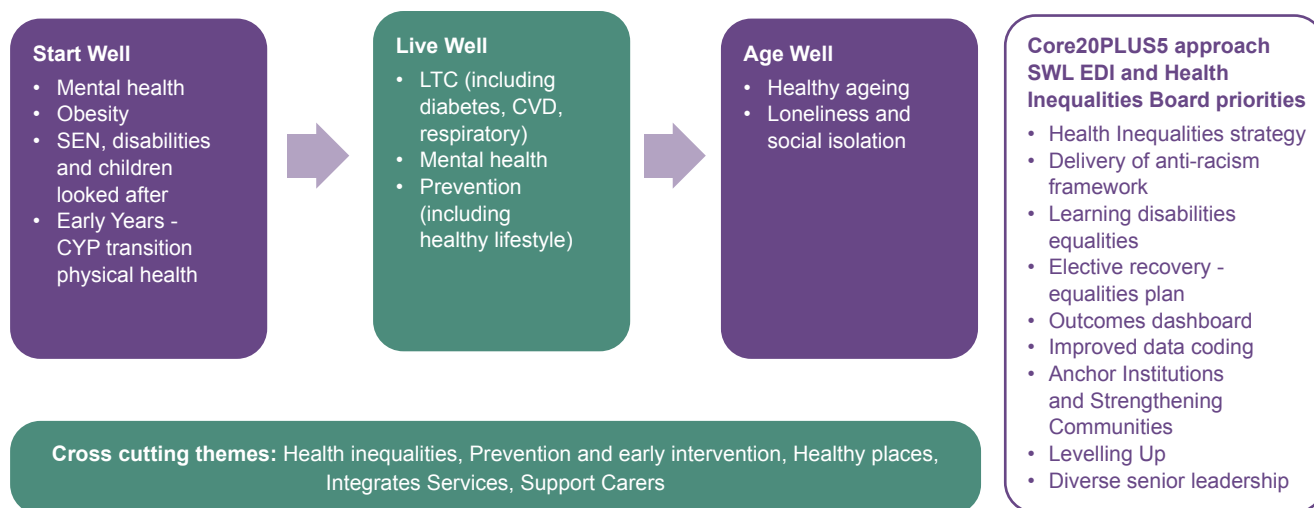 Start Well
• Mental health
• Obesity
• SEN, disabilities
and children
looked after
• Early Years -
CYP transition
physical health
Live Well
• LTC (including
diabetes, CVD,
respiratory)
• Mental health
• Prevention
(including
healthy lifestyle)
Age Well
• Healthy ageing
• Loneliness and
social isolation
Core20PLUS5 approach
SWL EDI and Health
Inequalities Board priorities
• Health Inequalities strategy
• Delivery of anti-racism
framework
• Learning disabilities
equalities
• Elective recovery -
equalities plan
• Outcomes dashboard
• Improved data coding
• Anchor Institutions
and Strengthening
Communities
• Levelling Up
• Diverse senior leadership
Cross cutting themes: Health inequalities, Prevention and early intervention, Healthy places,
Integrates Services, Support Carers